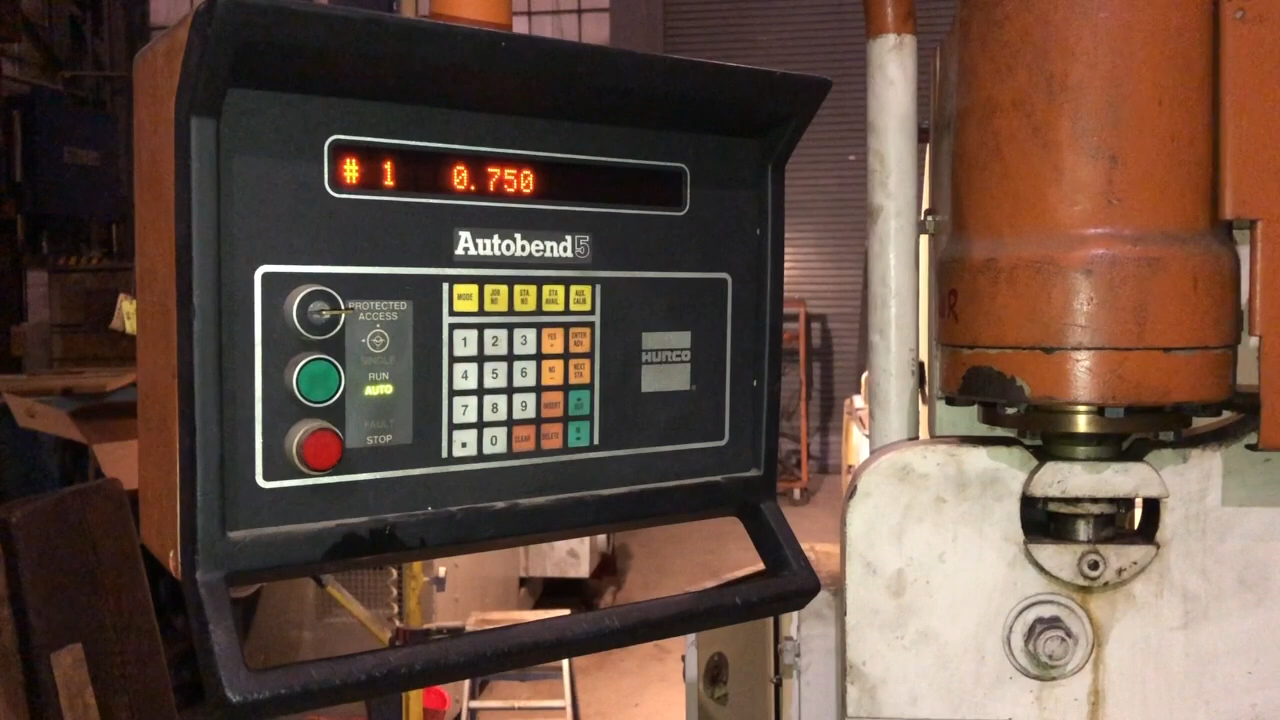 # 1 0.750
Autobend5
PROTECTED
ACCESS
SINGLE
RUN
AUTO
FAULT
STOP
MODE
JOB
NO
STA.
NO
STA
AVAIL.
AUX.
CALIB
1 2 3
YES
+
ENTER
ADV.
4 5 6
NO
–
NEXT
STA.
7 8 9
INSERT
OUT
. 0
CLEAR
DELETE
IN
HURCO